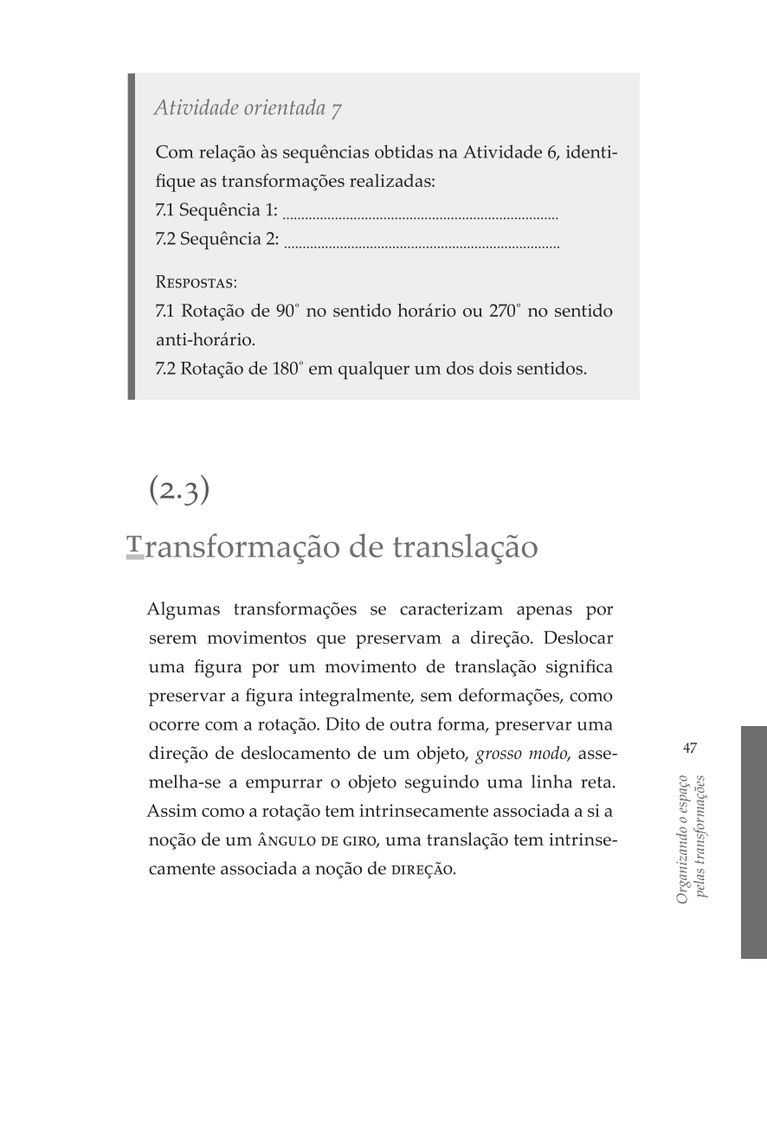 Atividade orientada 7
Com relação às sequências obtidas na Atividade 6, identi-
fique as transformações realizadas:
7.1 Sequência 1:
7.2 Sequência 2:
Respostas:
7.1 Rotação de 90° no sentido horário ou 270° no sentido
anti-horário.
7.2 Rotação de 180° em qualquer um dos dois sentidos.
(2.3)
Transformação de translação
Algumas transformações se caracterizam apenas por
serem movimentos que preservam a direção. Deslocar
uma figura por um movimento de translação significa
preservar a figura integralmente, sem deformações, como
ocorre com a rotação. Dito de outra forma, preservar uma
direção de deslocamento de um objeto, grosso modo, asse-
melha-se a empurrar o objeto seguindo uma linha reta.
Assim como a rotação tem intrinsecamente associada a si a
noção de um ângulo de giro, uma translação tem intrinse-
camente associada a noção de direção.
47
Organizando o espaço
pelas transformações